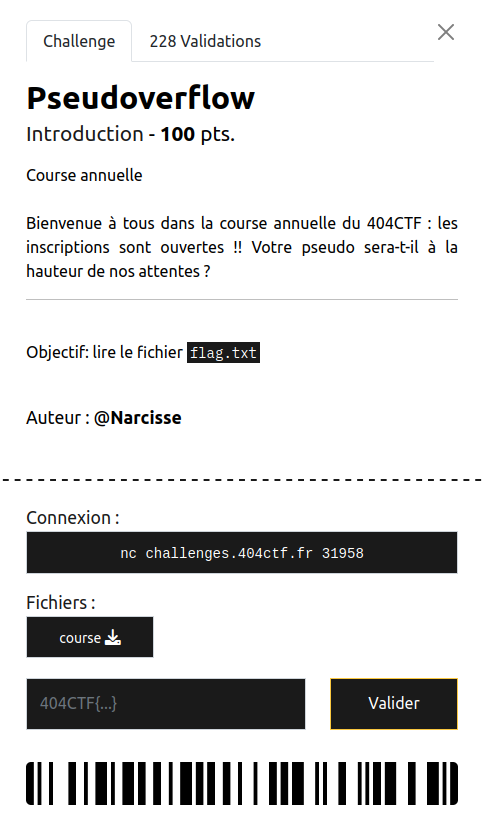 Challenge
228 Validations
Pseudoverflow
Introduction - 100 pts.
Course annuelle
Bienvenue à tous dans la course annuelle du 404CTF : les
inscriptions sont ouvertes !! Votre pseudo sera-t-il à la
hauteur de nos attentes ?
Objectif: lire le fichier flag.txt
Auteur : @Narcisse
Connexion :
nc challenges.404ctf.fr 31958
Fichiers :
course
404CTF{...}
Valider